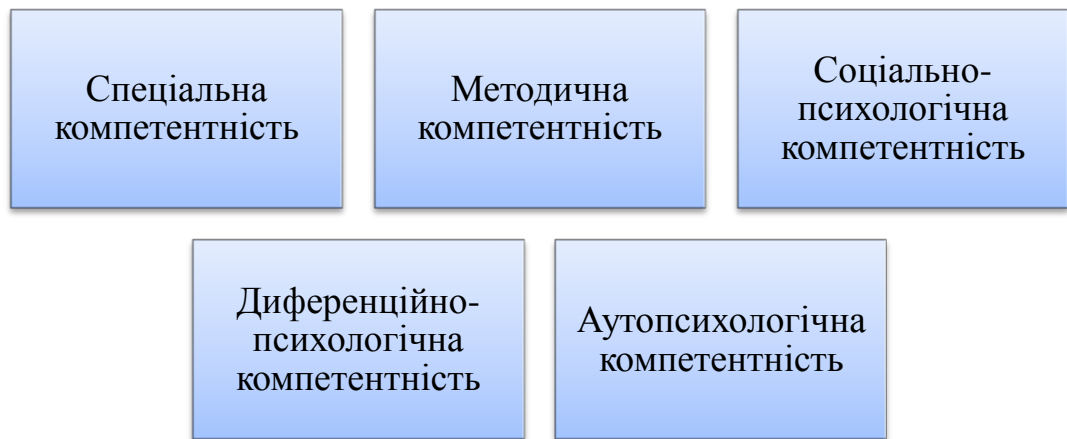 Спеціальна
компетентність
Методична
компетентність
Соціально-
психологічна
компетентність
Диференційно-
психологічна
компетентність
Аутопсихологічна
компетентність